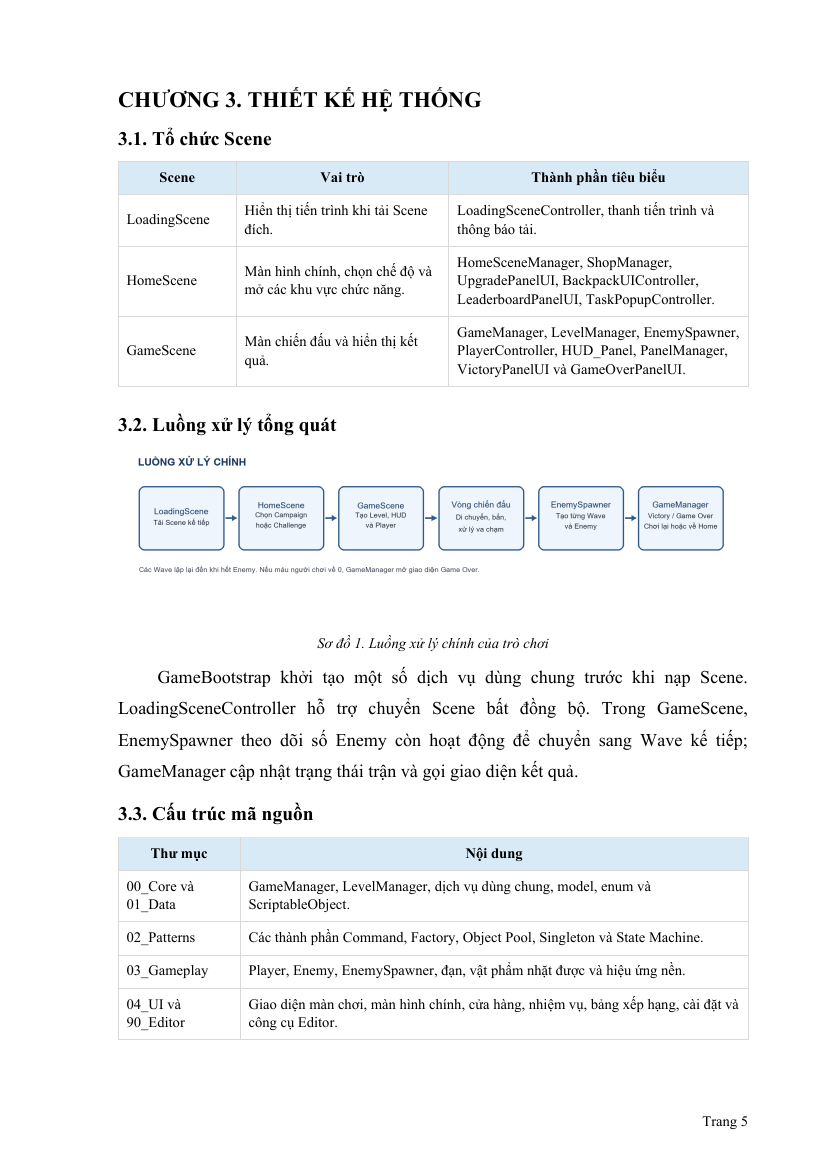 CHƯƠNG 3. THIẾT KẾ HỆ THỐNG
3.1. Tổ chức Scene
Scene Vai trò Thành phần tiêu biểu
LoadingScene
Hiển thị tiến trình khi tải Scene
đích.
LoadingSceneController, thanh tiến trình và
thông báo tải.
HomeScene
Màn hình chính, chọn chế độ và
mở các khu vực chức năng.
HomeSceneManager, ShopManager,
UpgradePanelUI, BackpackUIController,
LeaderboardPanelUI, TaskPopupController.
GameScene
Màn chiến đấu và hiển thị kết
quả.
GameManager, LevelManager, EnemySpawner,
PlayerController, HUD_Panel, PanelManager,
VictoryPanelUI và GameOverPanelUI.
3.2. Luồng xử lý tổng quát
LUỒNG XỬ LÝ CHÍNH
LoadingScene
Tải Scene kế tiếp
HomeScene
Chọn Campaign
hoặc Challenge
GameScene
Tạo Level, HUD
và Player
Vòng chiến đấu
Di chuyển, bắn,
xử lý va chạm
EnemySpawner
Tạo từng Wave
và Enemy
GameManager
Victory / Game Over
Chơi lại hoặc về Home
Các Wave lặp lại đến khi hết Enemy. Nếu máu người chơi về 0, GameManager mở giao diện Game Over.
Sơ đồ 1. Luồng xử lý chính của trò chơi
GameBootstrap khởi tạo một số dịch vụ dùng chung trước khi nạp Scene.
LoadingSceneController hỗ trợ chuyển Scene bất đồng bộ. Trong GameScene,
EnemySpawner theo dõi số Enemy còn hoạt động để chuyển sang Wave kế tiếp;
GameManager cập nhật trạng thái trận và gọi giao diện kết quả.
3.3. Cấu trúc mã nguồn
Thư mục Nội dung
00_Core và
01_Data
GameManager, LevelManager, dịch vụ dùng chung, model, enum và
ScriptableObject.
02_Patterns Các thành phần Command, Factory, Object Pool, Singleton và State Machine.
03_Gameplay Player, Enemy, EnemySpawner, đạn, vật phẩm nhặt được và hiệu ứng nền.
04_UI và
90_Editor
Giao diện màn chơi, màn hình chính, cửa hàng, nhiệm vụ, bảng xếp hạng, cài đặt và
công cụ Editor.
Trang 5